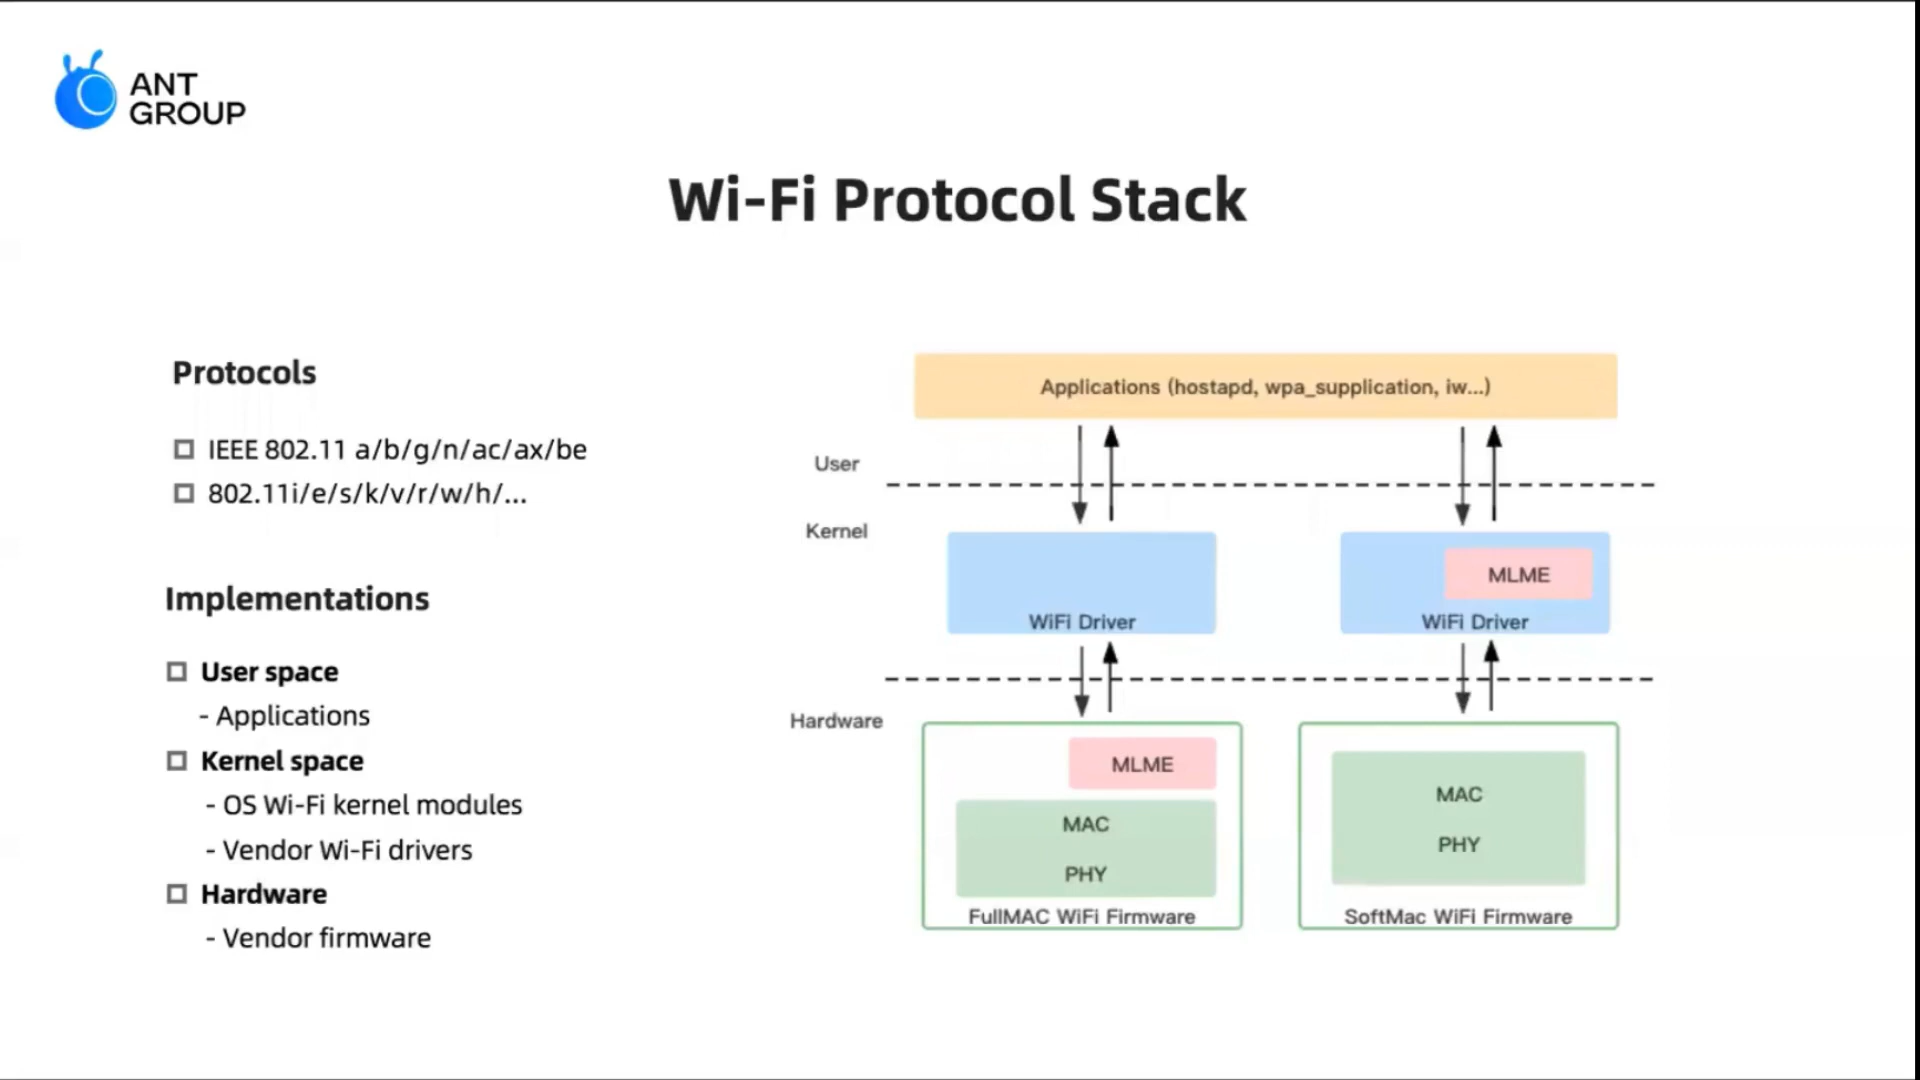 ANT
GROUP
Wi-Fi Protocol Stack
Protocols
IEEE 802.11 a/b/g/n/ac/ax/be
802.11i/e/s/k/v/r/w/h/...
Implementations
User space
- Applications
Kernel space
- OS Wi-Fi kernel modules
- Vendor Wi-Fi drivers
Hardware
- Vendor firmware
Applications (hostapd, wpa_supplication, iw...)
User
Kernel
WiFi Driver
MLME
WiFi Driver
Hardware
MLME
MAC
PHY
FullMAC WiFi Firmware
MAC
PHY
SoftMac WiFi Firmware